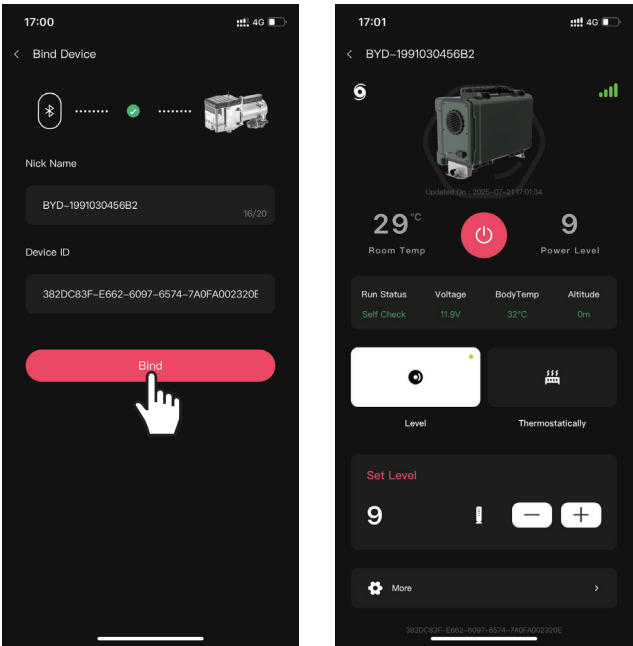 17:00
4G
Bind Device
Nick Name
BYD-1991030456B2
16/20
Device ID
382DC83F-E662-6097-6574-7A0FA002320E
Bind
17:01
4G
BYD-1991030456B2
Updated On : 2025-07-21 17:01:34
29°C
9
Room Temp
Power Level
Run Status Voltage BodyTemp Altitude
Self Check 11.9V 32°C 0m
Level
Thermostatically
Set Level
9
More
382DC83F-E662-6097-6574-7A0FA002320E